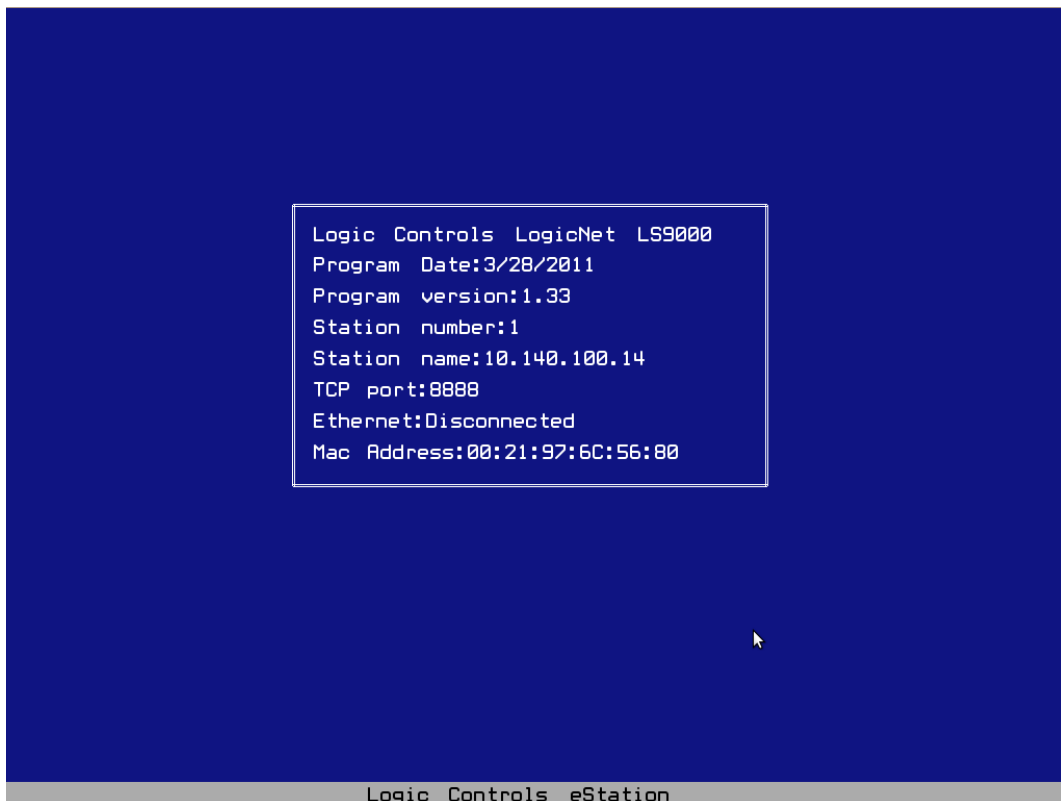 Logic Controls LogicNet LS9000
Program Date:3/28/2011
Program version:1.33
Station number:1
Station name:10.140.100.14
TCP port:8888
Ethernet:Disconnected
Mac Address:00:21:97:6C:56:80
Logic Controls eStation